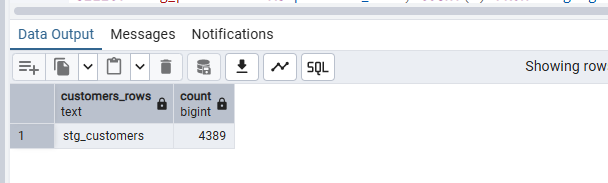 Data Output Messages Notifications
SQL Showing row
customers_rows count
text bigint
1 stg_customers 4389